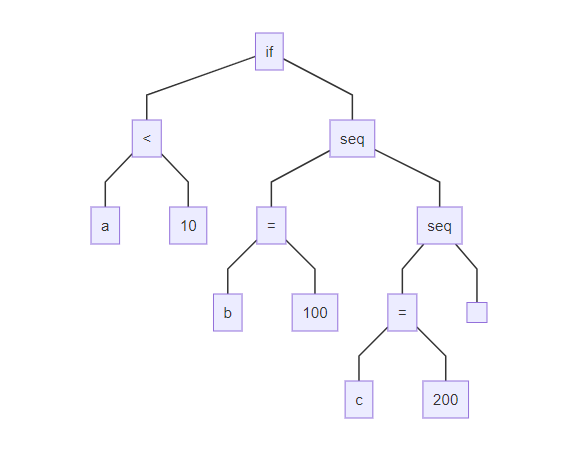 if
< seq
a 10 = seq
b 100 =
c 200